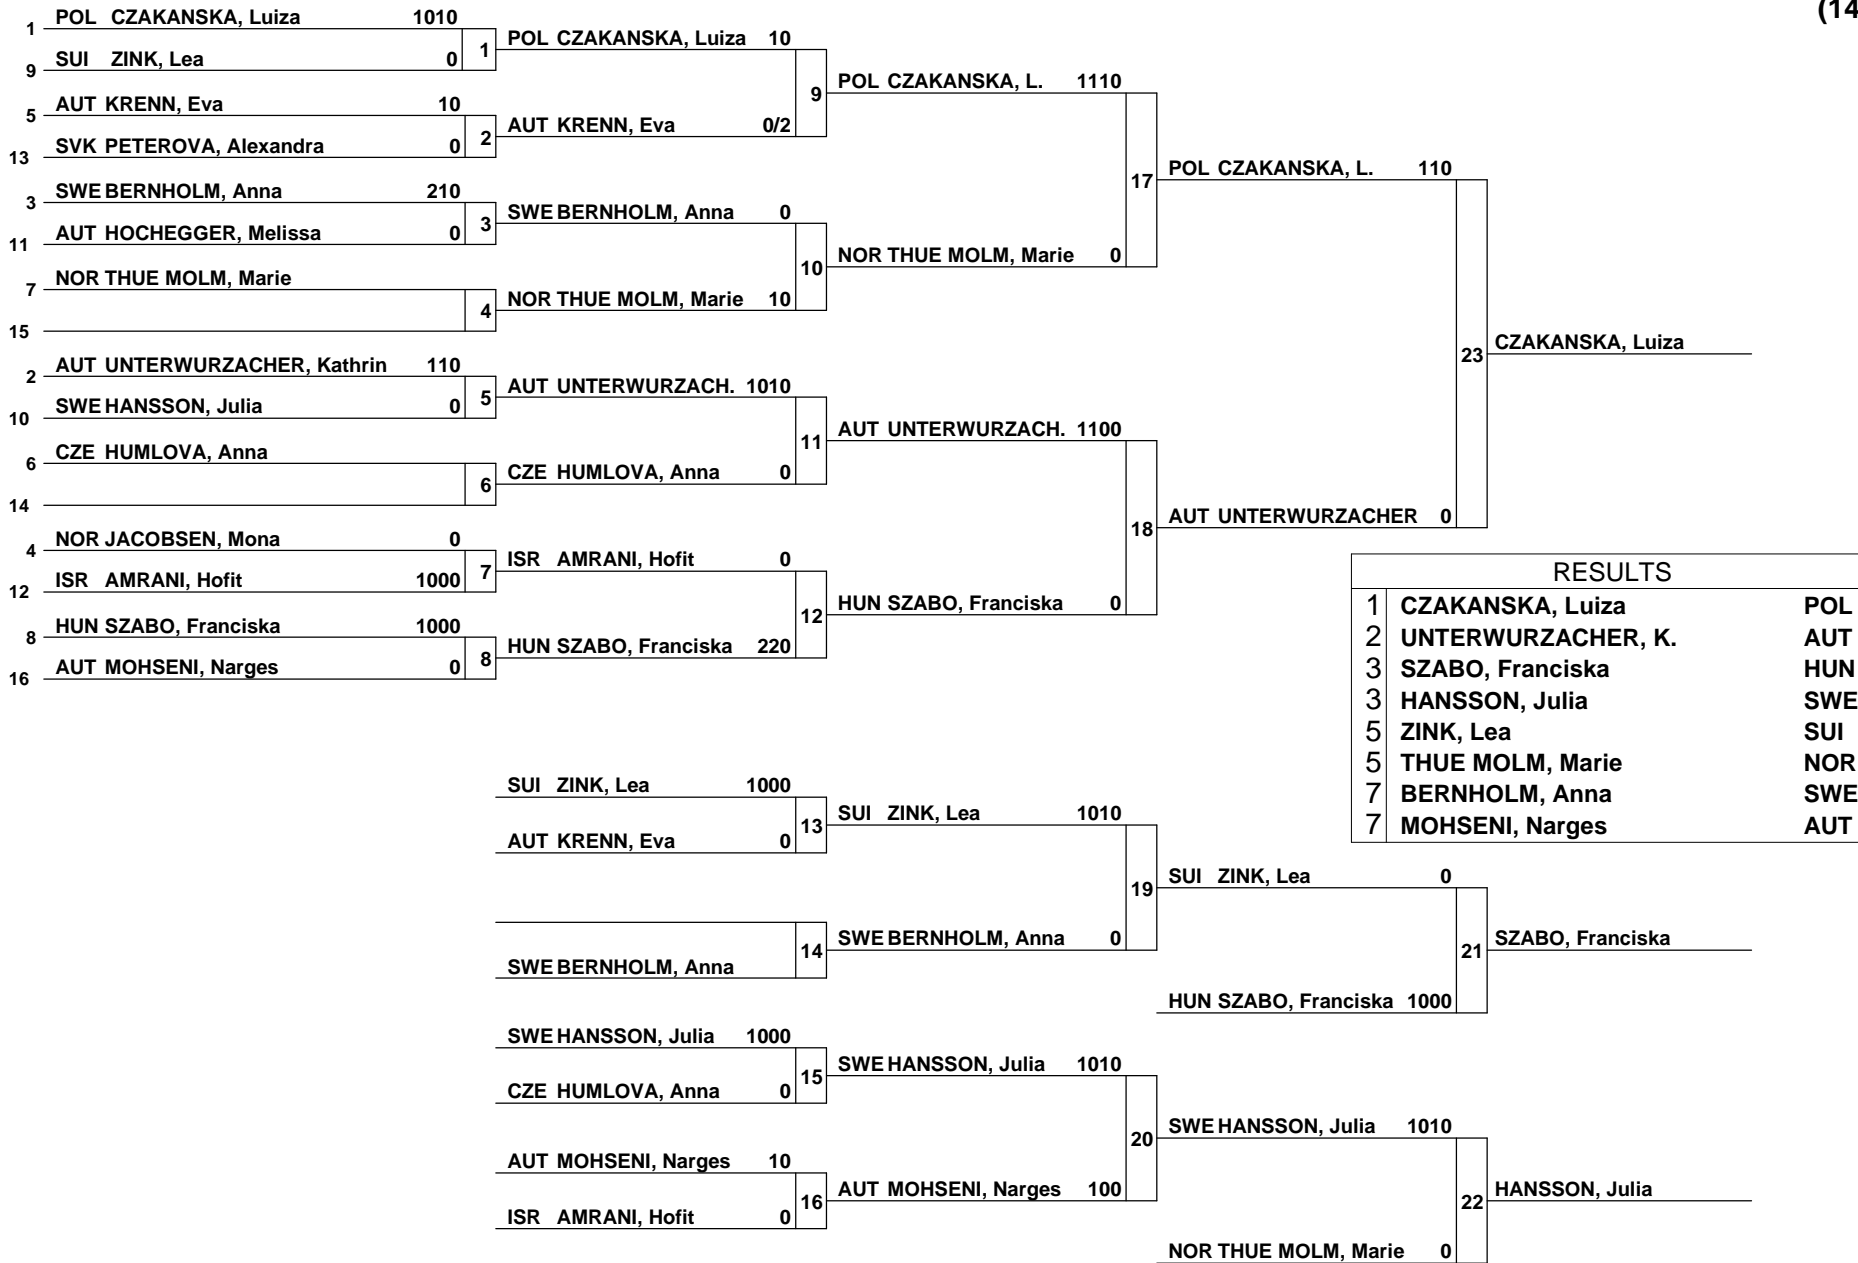 (14
1 POL CZAKANSKA, Luiza 1010
9 SUI ZINK, Lea 0
1
5 AUT KRENN, Eva 10
13 SVK PETEROVA, Alexandra 0
2
3 SWE BERNHOLM, Anna 210
11 AUT HOCHEGGER, Melissa 0
3
7 NOR THUE MOLM, Marie
15
4
2 AUT UNTERWURZACHER, Kathrin 110
10 SWE HANSSON, Julia 0
5
6 CZE HUMLOVA, Anna
14
6
4 NOR JACOBSEN, Mona 0
12 ISR AMRANI, Hofit 1000
7
8 HUN SZABO, Franciska 1000
16 AUT MOHSENI, Narges 0
8
POL CZAKANSKA, Luiza 10
AUT KRENN, Eva 0/2
9
SWE BERNHOLM, Anna 0
NOR THUE MOLM, Marie 10
10
AUT UNTERWURZACH. 1010
CZE HUMLOVA, Anna 0
11
ISR AMRANI, Hofit 0
HUN SZABO, Franciska 220
12
POL CZAKANSKA, L. 1110
NOR THUE MOLM, Marie 0
17
AUT UNTERWURZACH. 1100
HUN SZABO, Franciska 0
18
POL CZAKANSKA, L. 110
AUT UNTERWURZACHER 0
23
CZAKANSKA, Luiza
RESULTS
1 CZAKANSKA, Luiza POL
2 UNTERWURZACHER, K. AUT
3 SZABO, Franciska HUN
3 HANSSON, Julia SWE
5 ZINK, Lea SUI
5 THUE MOLM, Marie NOR
7 BERNHOLM, Anna SWE
7 MOHSENI, Narges AUT
SUI ZINK, Lea 1000
AUT KRENN, Eva 0
13
SWE BERNHOLM, Anna
14
SWE HANSSON, Julia 1000
CZE HUMLOVA, Anna 0
15
AUT MOHSENI, Narges 10
ISR AMRANI, Hofit 0
16
SUI ZINK, Lea 1010
SWE BERNHOLM, Anna 0
19
SWE HANSSON, Julia 1010
AUT MOHSENI, Narges 100
20
SUI ZINK, Lea 0
HUN SZABO, Franciska 1000
21
SZABO, Franciska
SWE HANSSON, Julia 1010
NOR THUE MOLM, Marie 0
22
HANSSON, Julia